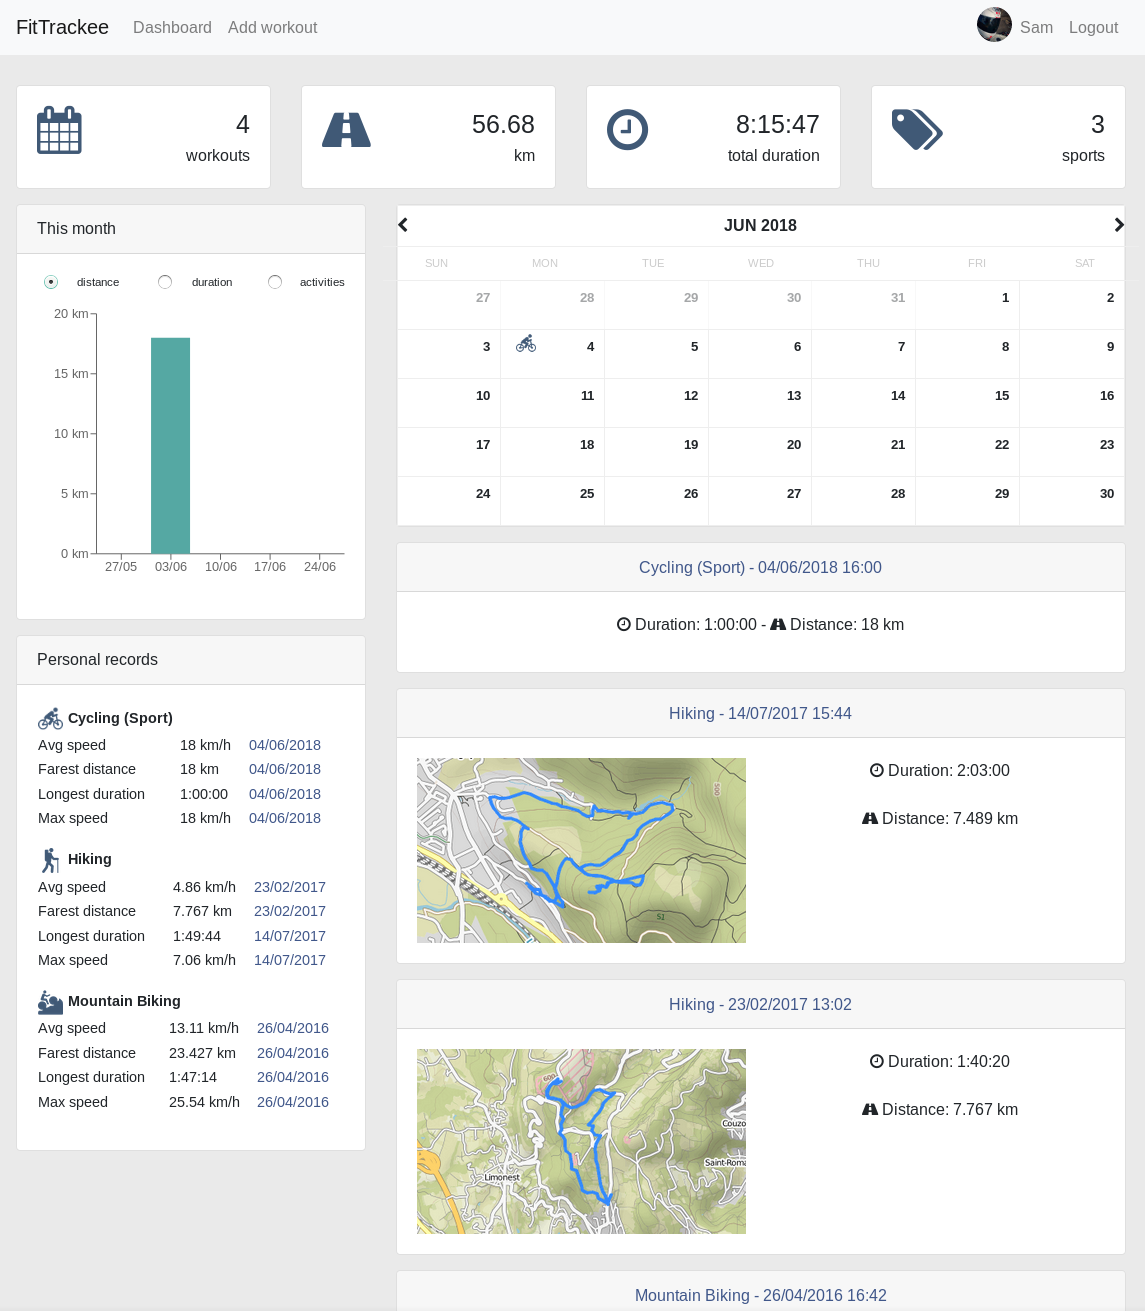 FitTrackee Dashboard Add workout Sam Logout
4
workouts
56.68
km
8:15:47
total duration
3
sports
This month
distance duration activities
20 km
15 km
10 km
5 km
0 km
27/05 03/06 10/06 17/06 24/06
Personal records
Cycling (Sport)
Avg speed 18 km/h 04/06/2018
Farest distance 18 km 04/06/2018
Longest duration 1:00:00 04/06/2018
Max speed 18 km/h 04/06/2018
Hiking
Avg speed 4.86 km/h 23/02/2017
Farest distance 7.767 km 23/02/2017
Longest duration 1:49:44 14/07/2017
Max speed 7.06 km/h 14/07/2017
Mountain Biking
Avg speed 13.11 km/h 26/04/2016
Farest distance 23.427 km 26/04/2016
Longest duration 1:47:14 26/04/2016
Max speed 25.54 km/h 26/04/2016
JUN 2018
SUN MON TUE WED THU FRI SAT
27 28 29 30 31 1 2
3 4 5 6 7 8 9
10 11 12 13 14 15 16
17 18 19 20 21 22 23
24 25 26 27 28 29 30
Cycling (Sport) - 04/06/2018 16:00
Duration: 1:00:00 - Distance: 18 km
Hiking - 14/07/2017 15:44
500
Duration: 2:03:00
Distance: 7.489 km
Hiking - 23/02/2017 13:02
600
Couzo
Saint-Roma
Limonest
Duration: 1:40:20
Distance: 7.767 km
Mountain Biking - 26/04/2016 16:42